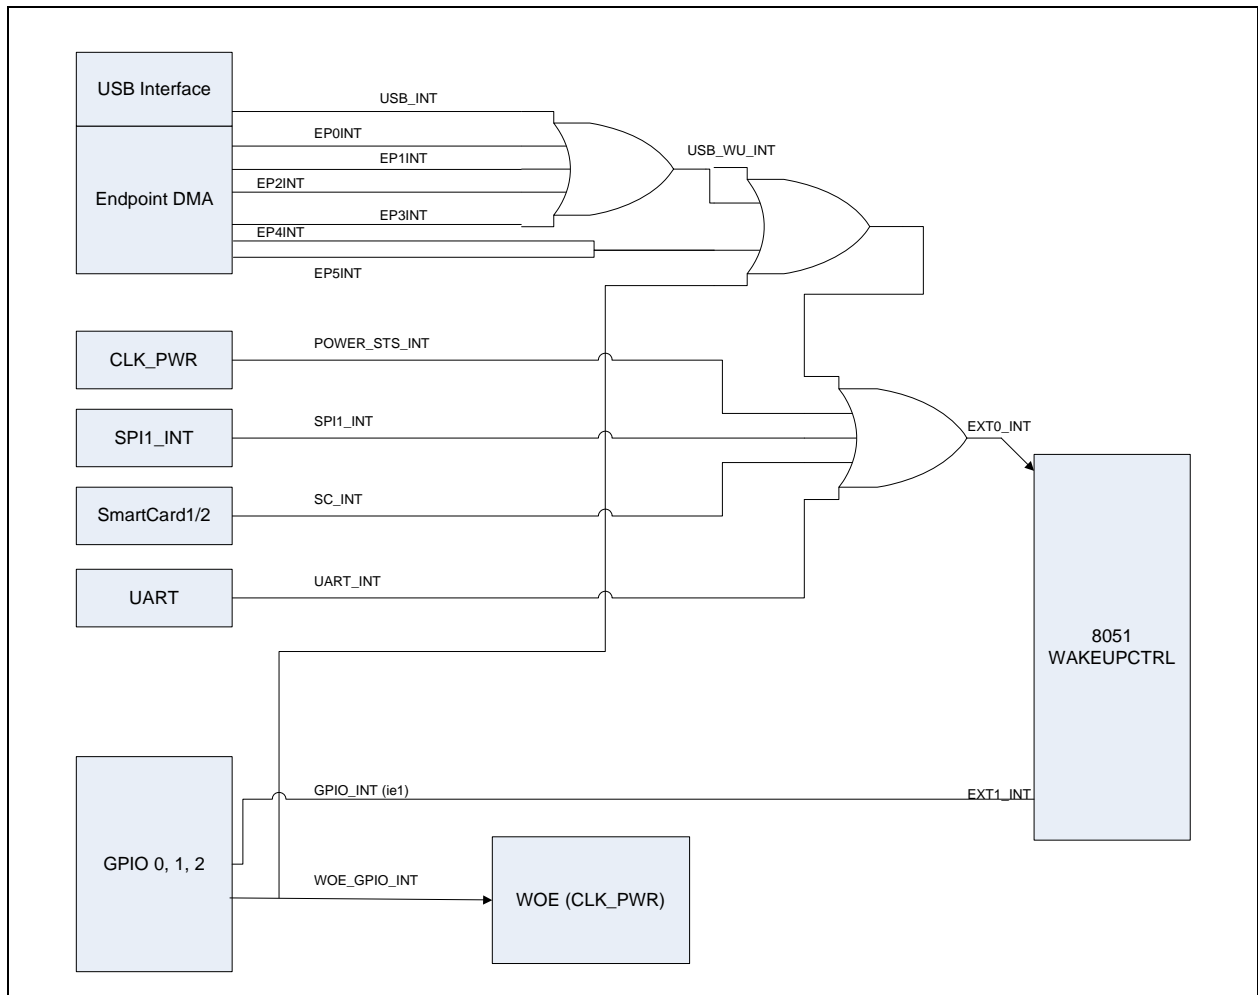 USB Interface
USB_INT
EP0INT
EP1INT
USB_WU_INT
EP2INT
Endpoint DMA
EP3INT
EP4INT
EP5INT
POWER_STS_INT
CLK_PWR
SPI1_INT
SPI1_INT
EXT0_INT
SC_INT
SmartCard1/2
UART_INT
UART
8051
WAKEUPCTRL
GPIO_INT (ie1)
EXT1_INT
GPIO 0, 1, 2
WOE_GPIO_INT
WOE (CLK_PWR)